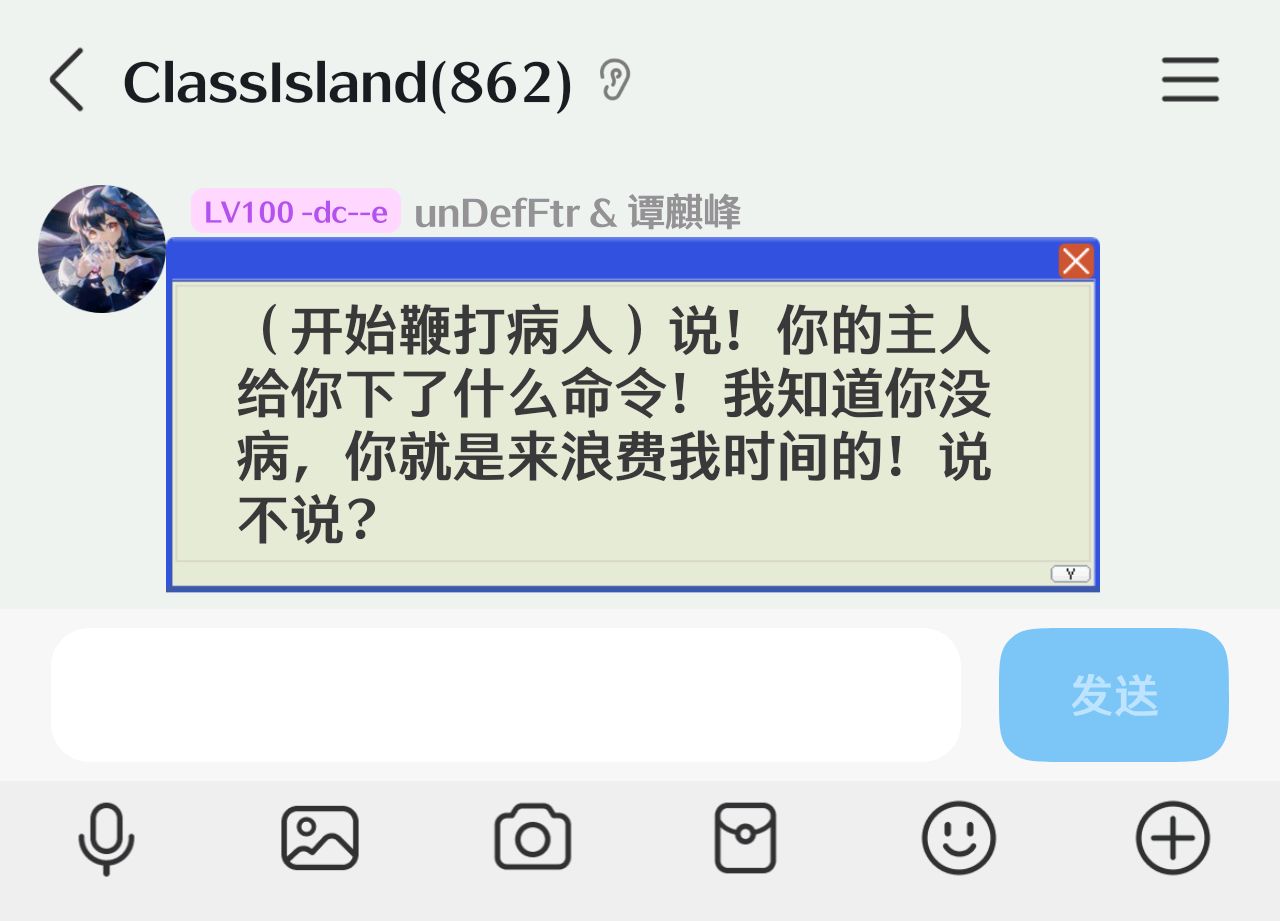 ClassIsland(862)
LV100 -dc--e unDefFtr & 谭麒峰
（开始鞭打病人）说！你的主人
给你下了什么命令！我知道你没
病，你就是来浪费我时间的！说
不说？
Y
发送